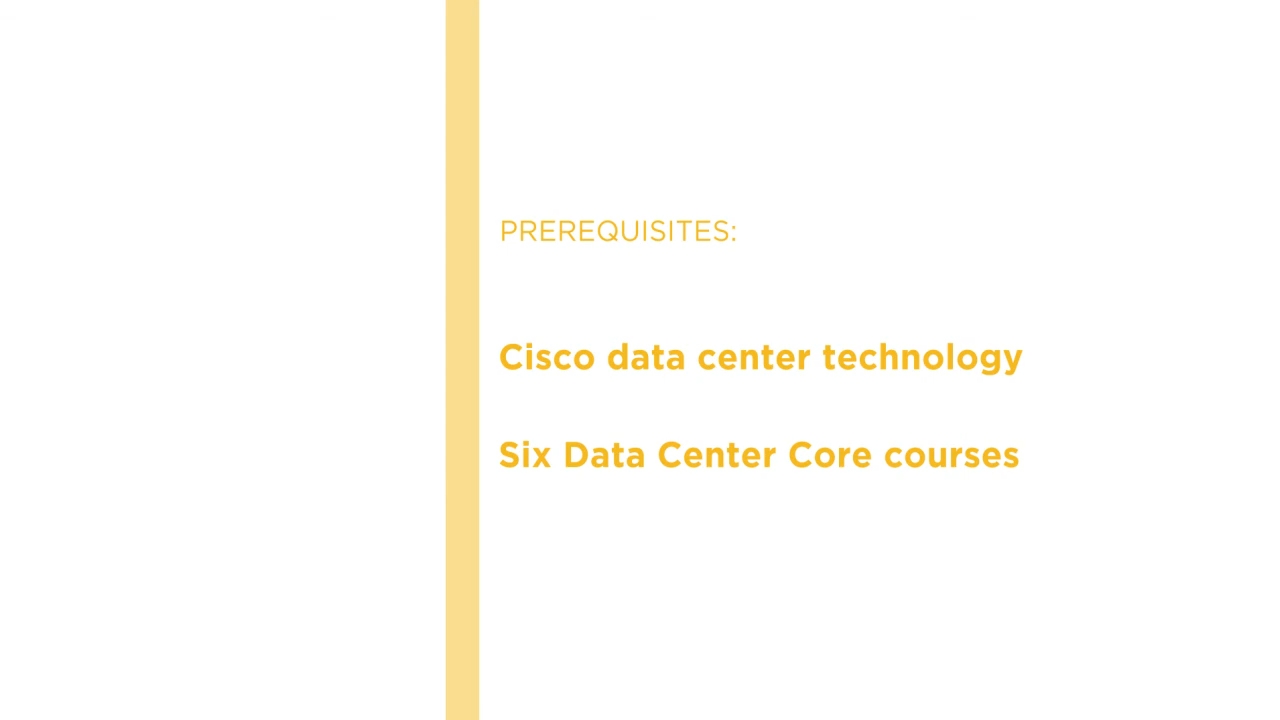 PREREQUISITES:
Cisco data center technology
Six Data Center Core courses